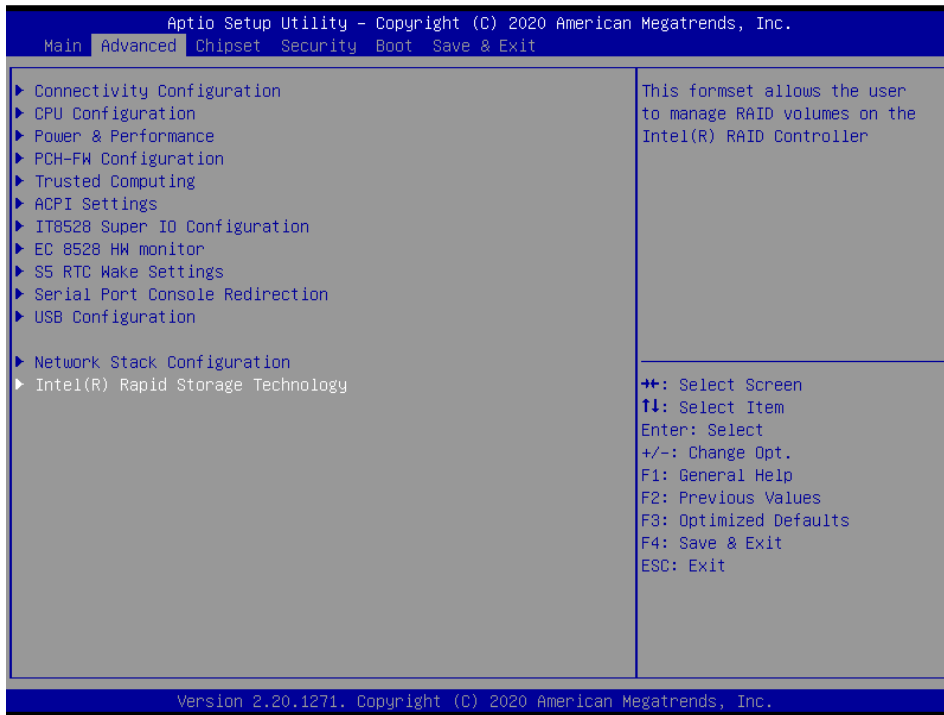 Aptio Setup Utility – Copyright (C) 2020 American Megatrends, Inc.
Main Advanced Chipset Security Boot Save & Exit
▶ Connectivity Configuration
▶ CPU Configuration
▶ Power & Performance
▶ PCH-FW Configuration
▶ Trusted Computing
▶ ACPI Settings
▶ IT8528 Super IO Configuration
▶ EC 8528 HW monitor
▶ S5 RTC Wake Settings
▶ Serial Port Console Redirection
▶ USB Configuration
▶ Network Stack Configuration
▶ Intel(R) Rapid Storage Technology
This formset allows the user
to manage RAID volumes on the
Intel(R) RAID Controller
→←: Select Screen
↑↓: Select Item
Enter: Select
+/-: Change Opt.
F1: General Help
F2: Previous Values
F3: Optimized Defaults
F4: Save & Exit
ESC: Exit
Version 2.20.1271. Copyright (C) 2020 American Megatrends, Inc.